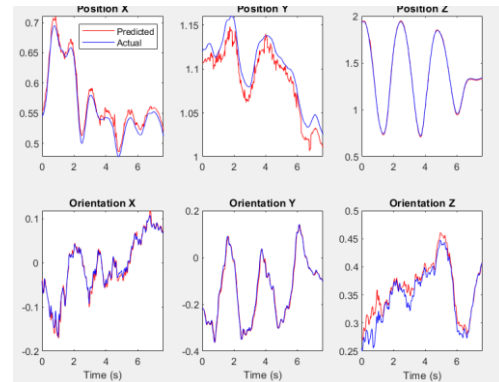 Position X
Position Y
Position Z
0.7
0.65
0.6
0.55
0.5
Predicted
Actual
0 2 4 6
1.15
1.1
1.05
1
0 2 4 6
2
1.5
1
0.5
0 2 4 6
Orientation X
Orientation Y
Orientation Z
0.1
0
-0.1
-0.2
0 2 4 6
Time (s)
0.2
0
-0.2
-0.4
0 2 4 6
Time (s)
0.5
0.45
0.4
0.35
0.3
0.25
0 2 4 6
Time (s)